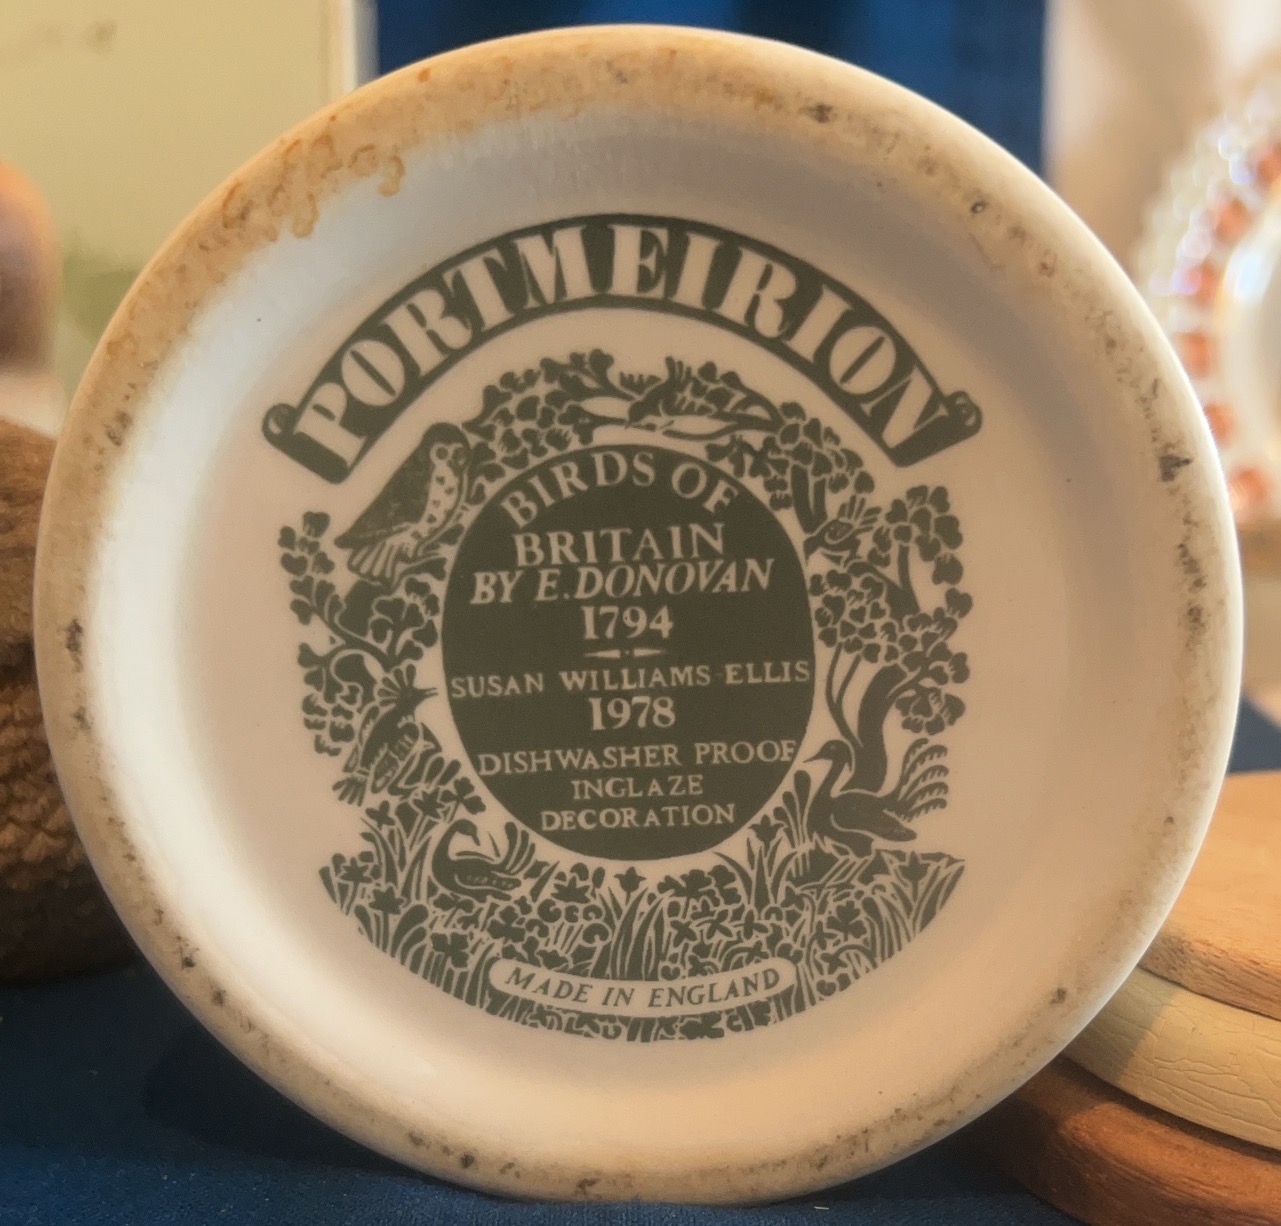 PORTMEIRION
BIRDS OF
BRITAIN
BY E. DONOVAN
1794
SUSAN WILLIAMS-ELLIS
1978
DISHWASHER PROOF
INGLAZE
DECORATION
MADE IN ENGLAND